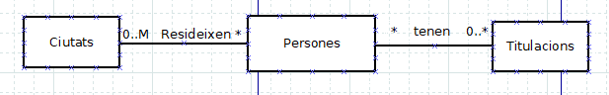 Ciutats
0..M Resideixen *
Persones
* tenen 0..*
Titulacions